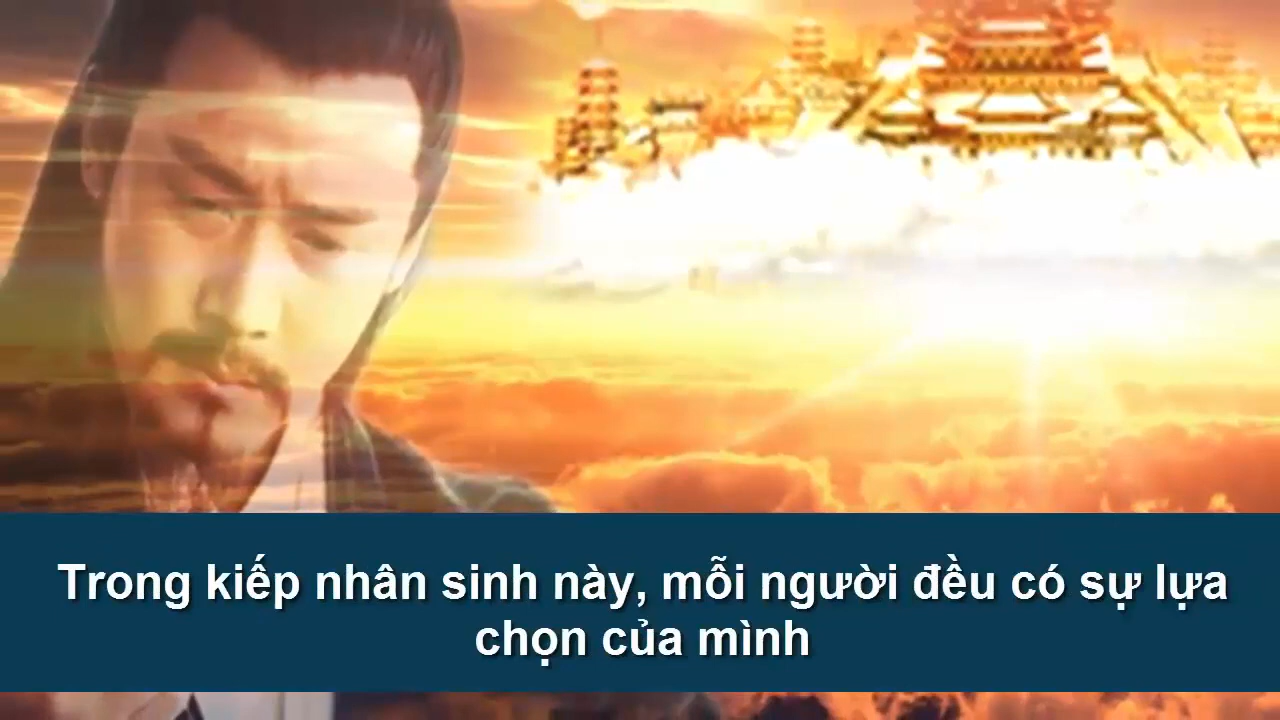 Trong kiếp nhân sinh này, mỗi người đều có sự lựa
chọn của mình